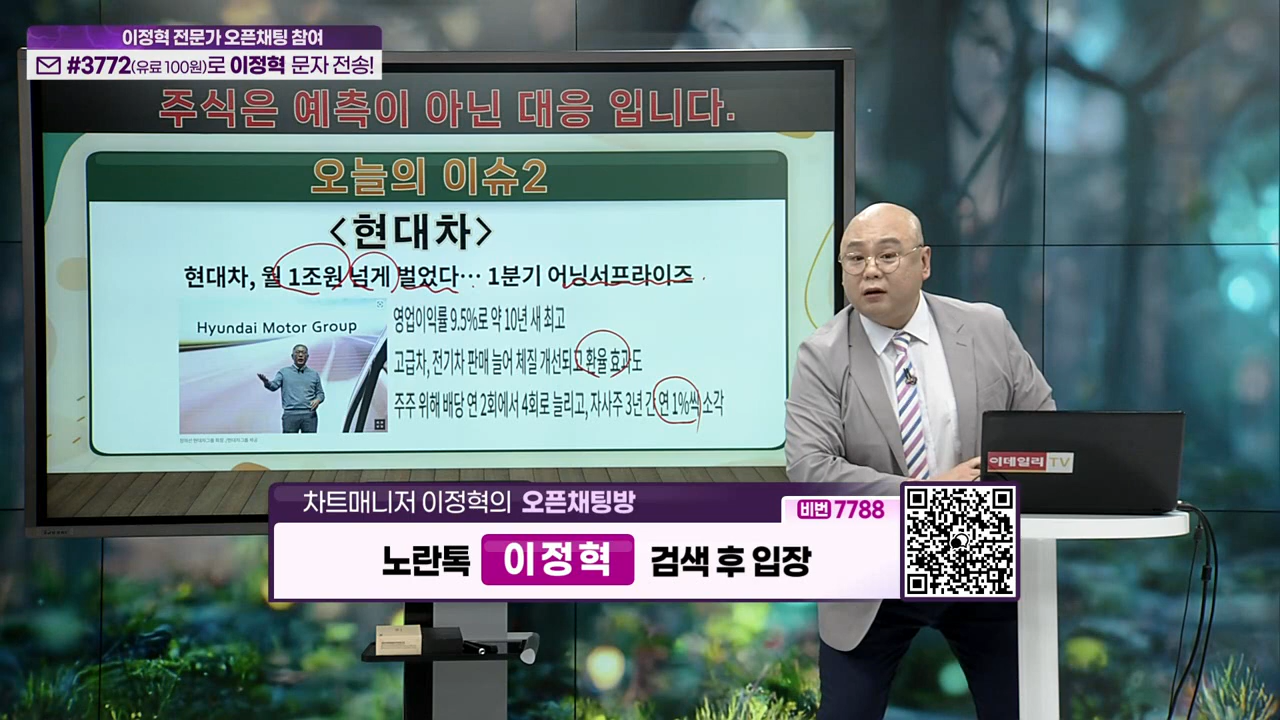 이정혁 전문가 오픈채팅 참여
#3772(유료 100원)로 이정혁 문자 전송!
주식은 예측이 아닌 대응 입니다.
오늘의 이슈2
<현대차>
현대차, 월 1조원 넘게 벌었다… 1분기 어닝서프라이즈
Hyundai Motor Group
영업이익률 9.5%로 약 10년 새 최고
고급차, 전기차 판매 늘어 체질 개선되고 환율 효과도
주주 위해 배당 연 2회에서 4회로 늘리고, 자사주 3년 간 연 1%씩 소각
이데일리 TV
차트매니저 이정혁의 오픈채팅방
비번 7788
노란톡 이정혁 검색 후 입장